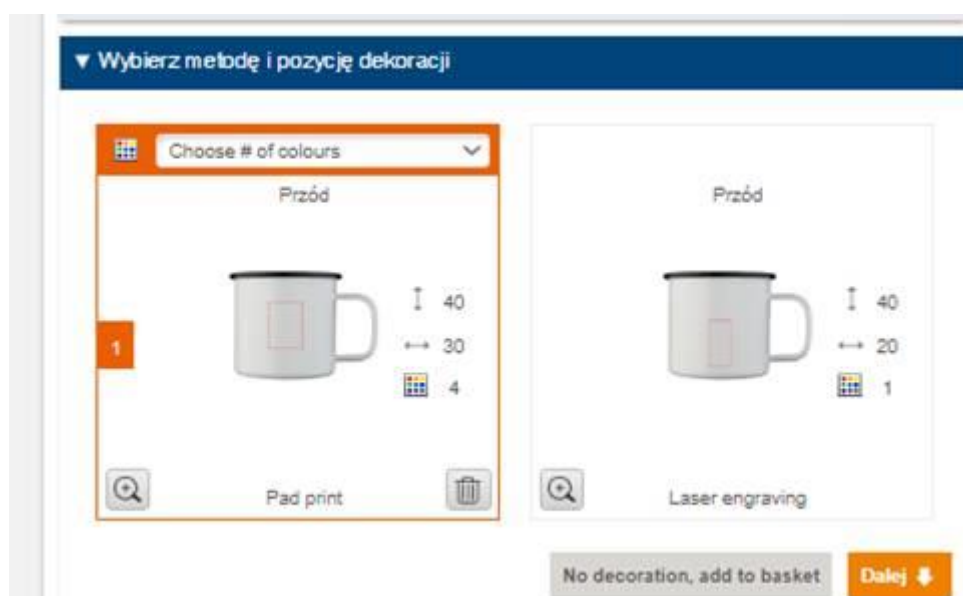 ▼ Wybierz metodę i pozycję dekoracji
Choose # of colours
Przód
40
1
30
4
Pad print
Przód
40
20
1
Laser engraving
No decoration, add to basket
Dalej